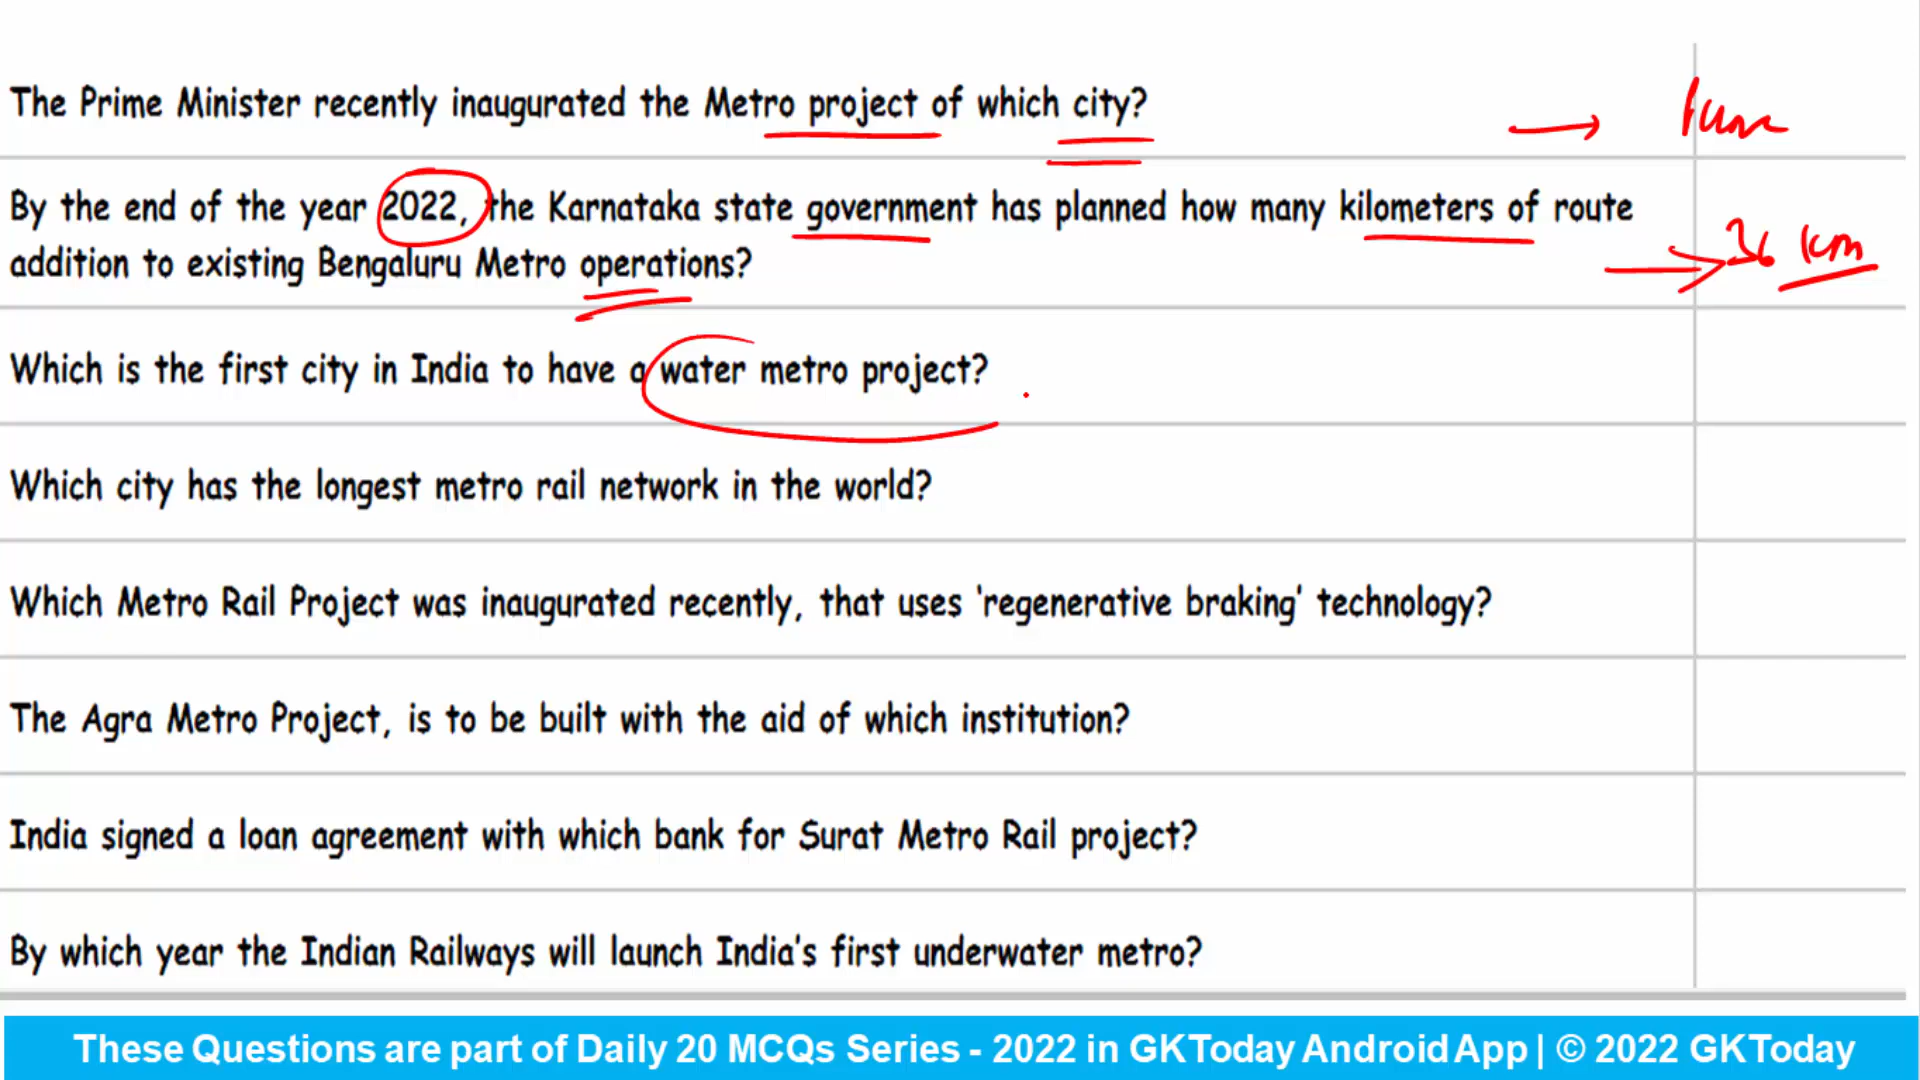 The Prime Minister recently inaugurated the Metro project of which city?
Pune
By the end of the year 2022, the Karnataka state government has planned how many kilometers of route
addition to existing Bengaluru Metro operations?
36 km
Which is the first city in India to have a water metro project?
Which city has the longest metro rail network in the world?
Which Metro Rail Project was inaugurated recently, that uses 'regenerative braking' technology?
The Agra Metro Project, is to be built with the aid of which institution?
India signed a loan agreement with which bank for Surat Metro Rail project?
By which year the Indian Railways will launch India's first underwater metro?
These Questions are part of Daily 20 MCQs Series - 2022 in GKToday Android App | © 2022 GKToday